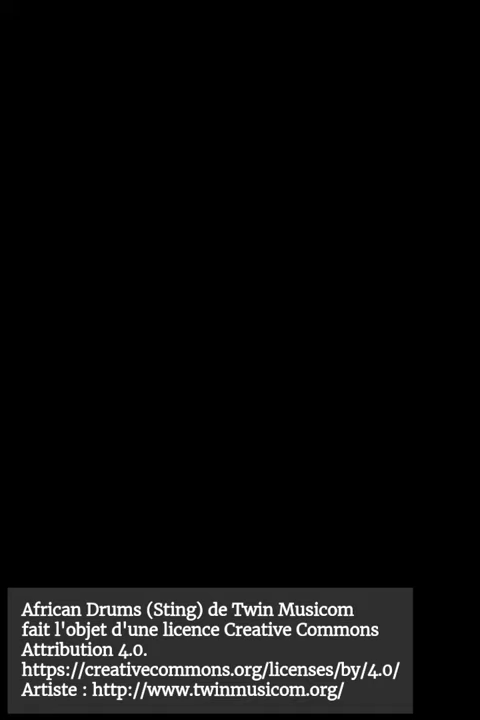 African Drums (Sting) de Twin Musicom
fait l'objet d'une licence Creative Commons
Attribution 4.0.
https://creativecommons.org/licenses/by/4.0/
Artiste : http://www.twinmusicom.org/